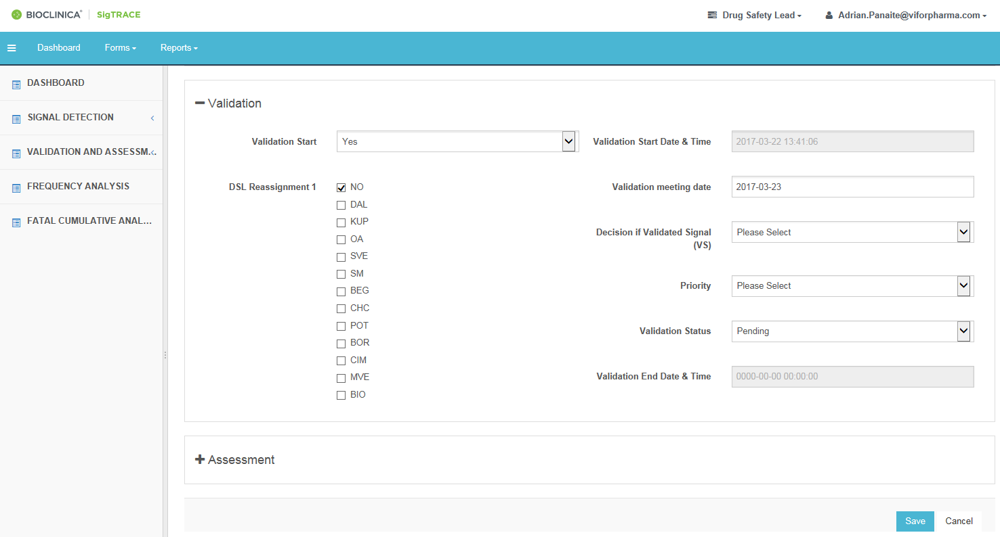 BIOCLINICA® SigTRACE
Drug Safety Lead
Adrian.Panaite@viforpharma.com
Dashboard Forms Reports
DASHBOARD
SIGNAL DETECTION
VALIDATION AND ASSESSM...
FREQUENCY ANALYSIS
FATAL CUMULATIVE ANAL...
Validation
Validation Start Yes
Validation Start Date & Time 2017-03-22 13:41:06
DSL Reassignment 1
NO
DAL
KUP
OA
SVE
SM
BEG
CHC
POT
BOR
CIM
MVE
BIO
Validation meeting date 2017-03-23
Decision if Validated Signal
(VS)
Please Select
Priority Please Select
Validation Status Pending
Validation End Date & Time 0000-00-00 00:00:00
Assessment
Save Cancel